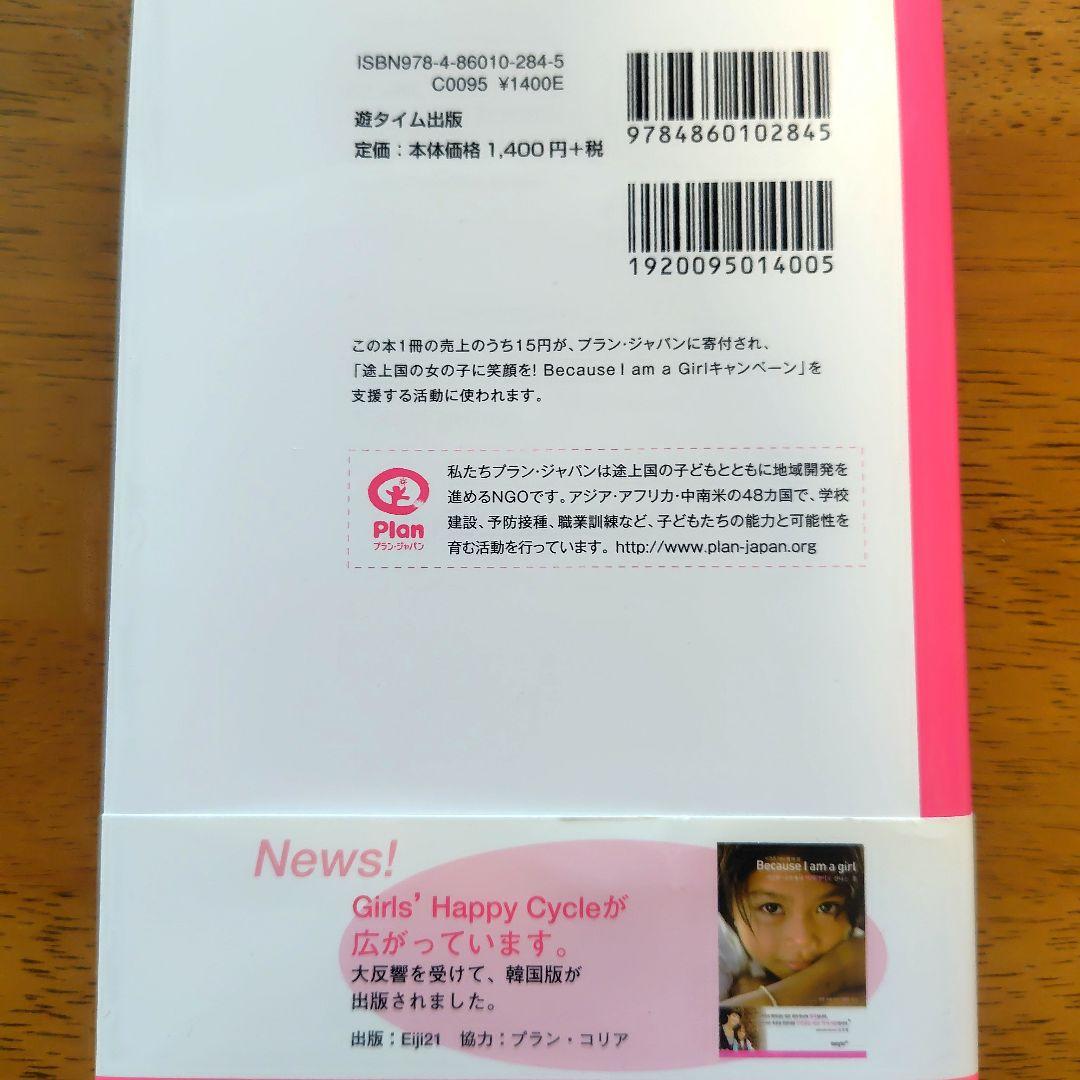 ISBN978-4-86010-284-5
C0095 ¥1400E
遊タイム出版
定価：本体価格1,400円＋税
9784860102845
1920095014005
この本1冊の売上のうち15円が、プラン・ジャパンに寄付され、
「途上国の女の子に笑顔を! Because I am a Girlキャンペーン」を
支援する活動に使われます。
私たちプラン・ジャパンは途上国の子どもとともに地域開発を
進めるNGOです。アジア・アフリカ・中南米の48カ国で、学校
建設、予防接種、職業訓練など、子どもたちの能力と可能性を
育む活動を行っています。http://www.plan-japan.org
Plan
プラン・ジャパン
News!
Girls' Happy Cycleが
広がっています。
大反響を受けて、韓国版が
出版されました。
出版：Eiji21 協力：プラン・コリア
Because I am a girl